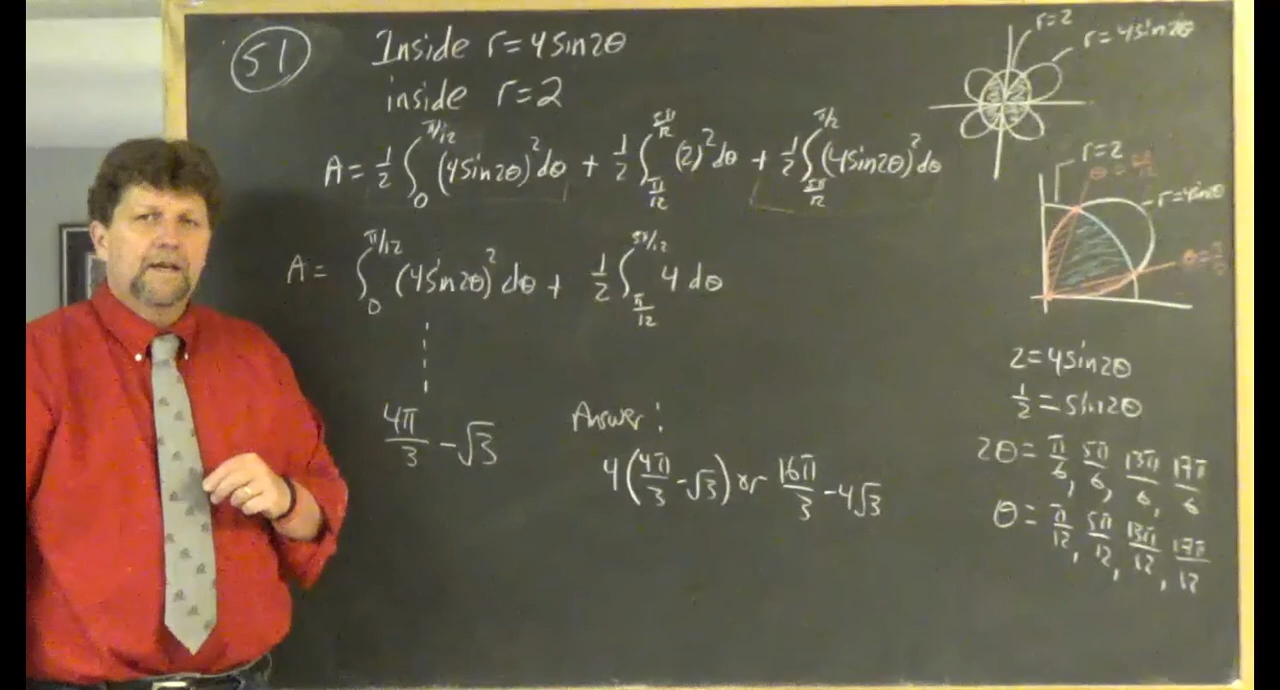 51
Inside r=4sin2θ
inside r=2
A = 1/2 ∫_0^{π/12} (4sin2θ)^2 dθ + 1/2 ∫_{π/12}^{5π/12} (2)^2 dθ + 1/2 ∫_{5π/12}^{π/2} (4sin2θ)^2 dθ
A = ∫_0^{π/12} (4sin2θ)^2 dθ + 1/2 ∫_{π/12}^{5π/12} 4 dθ
4π/3 - √3
Answer:
4(4π/3 - √3) or 16π/3 - 4√3
r=2
r=4sin2θ
r=2
r=4sin2θ
2=4sin2θ
1/2 = sin2θ
2θ = π/6, 5π/6, 13π/6, 17π/6
θ = π/12, 5π/12, 13π/12, 17π/12